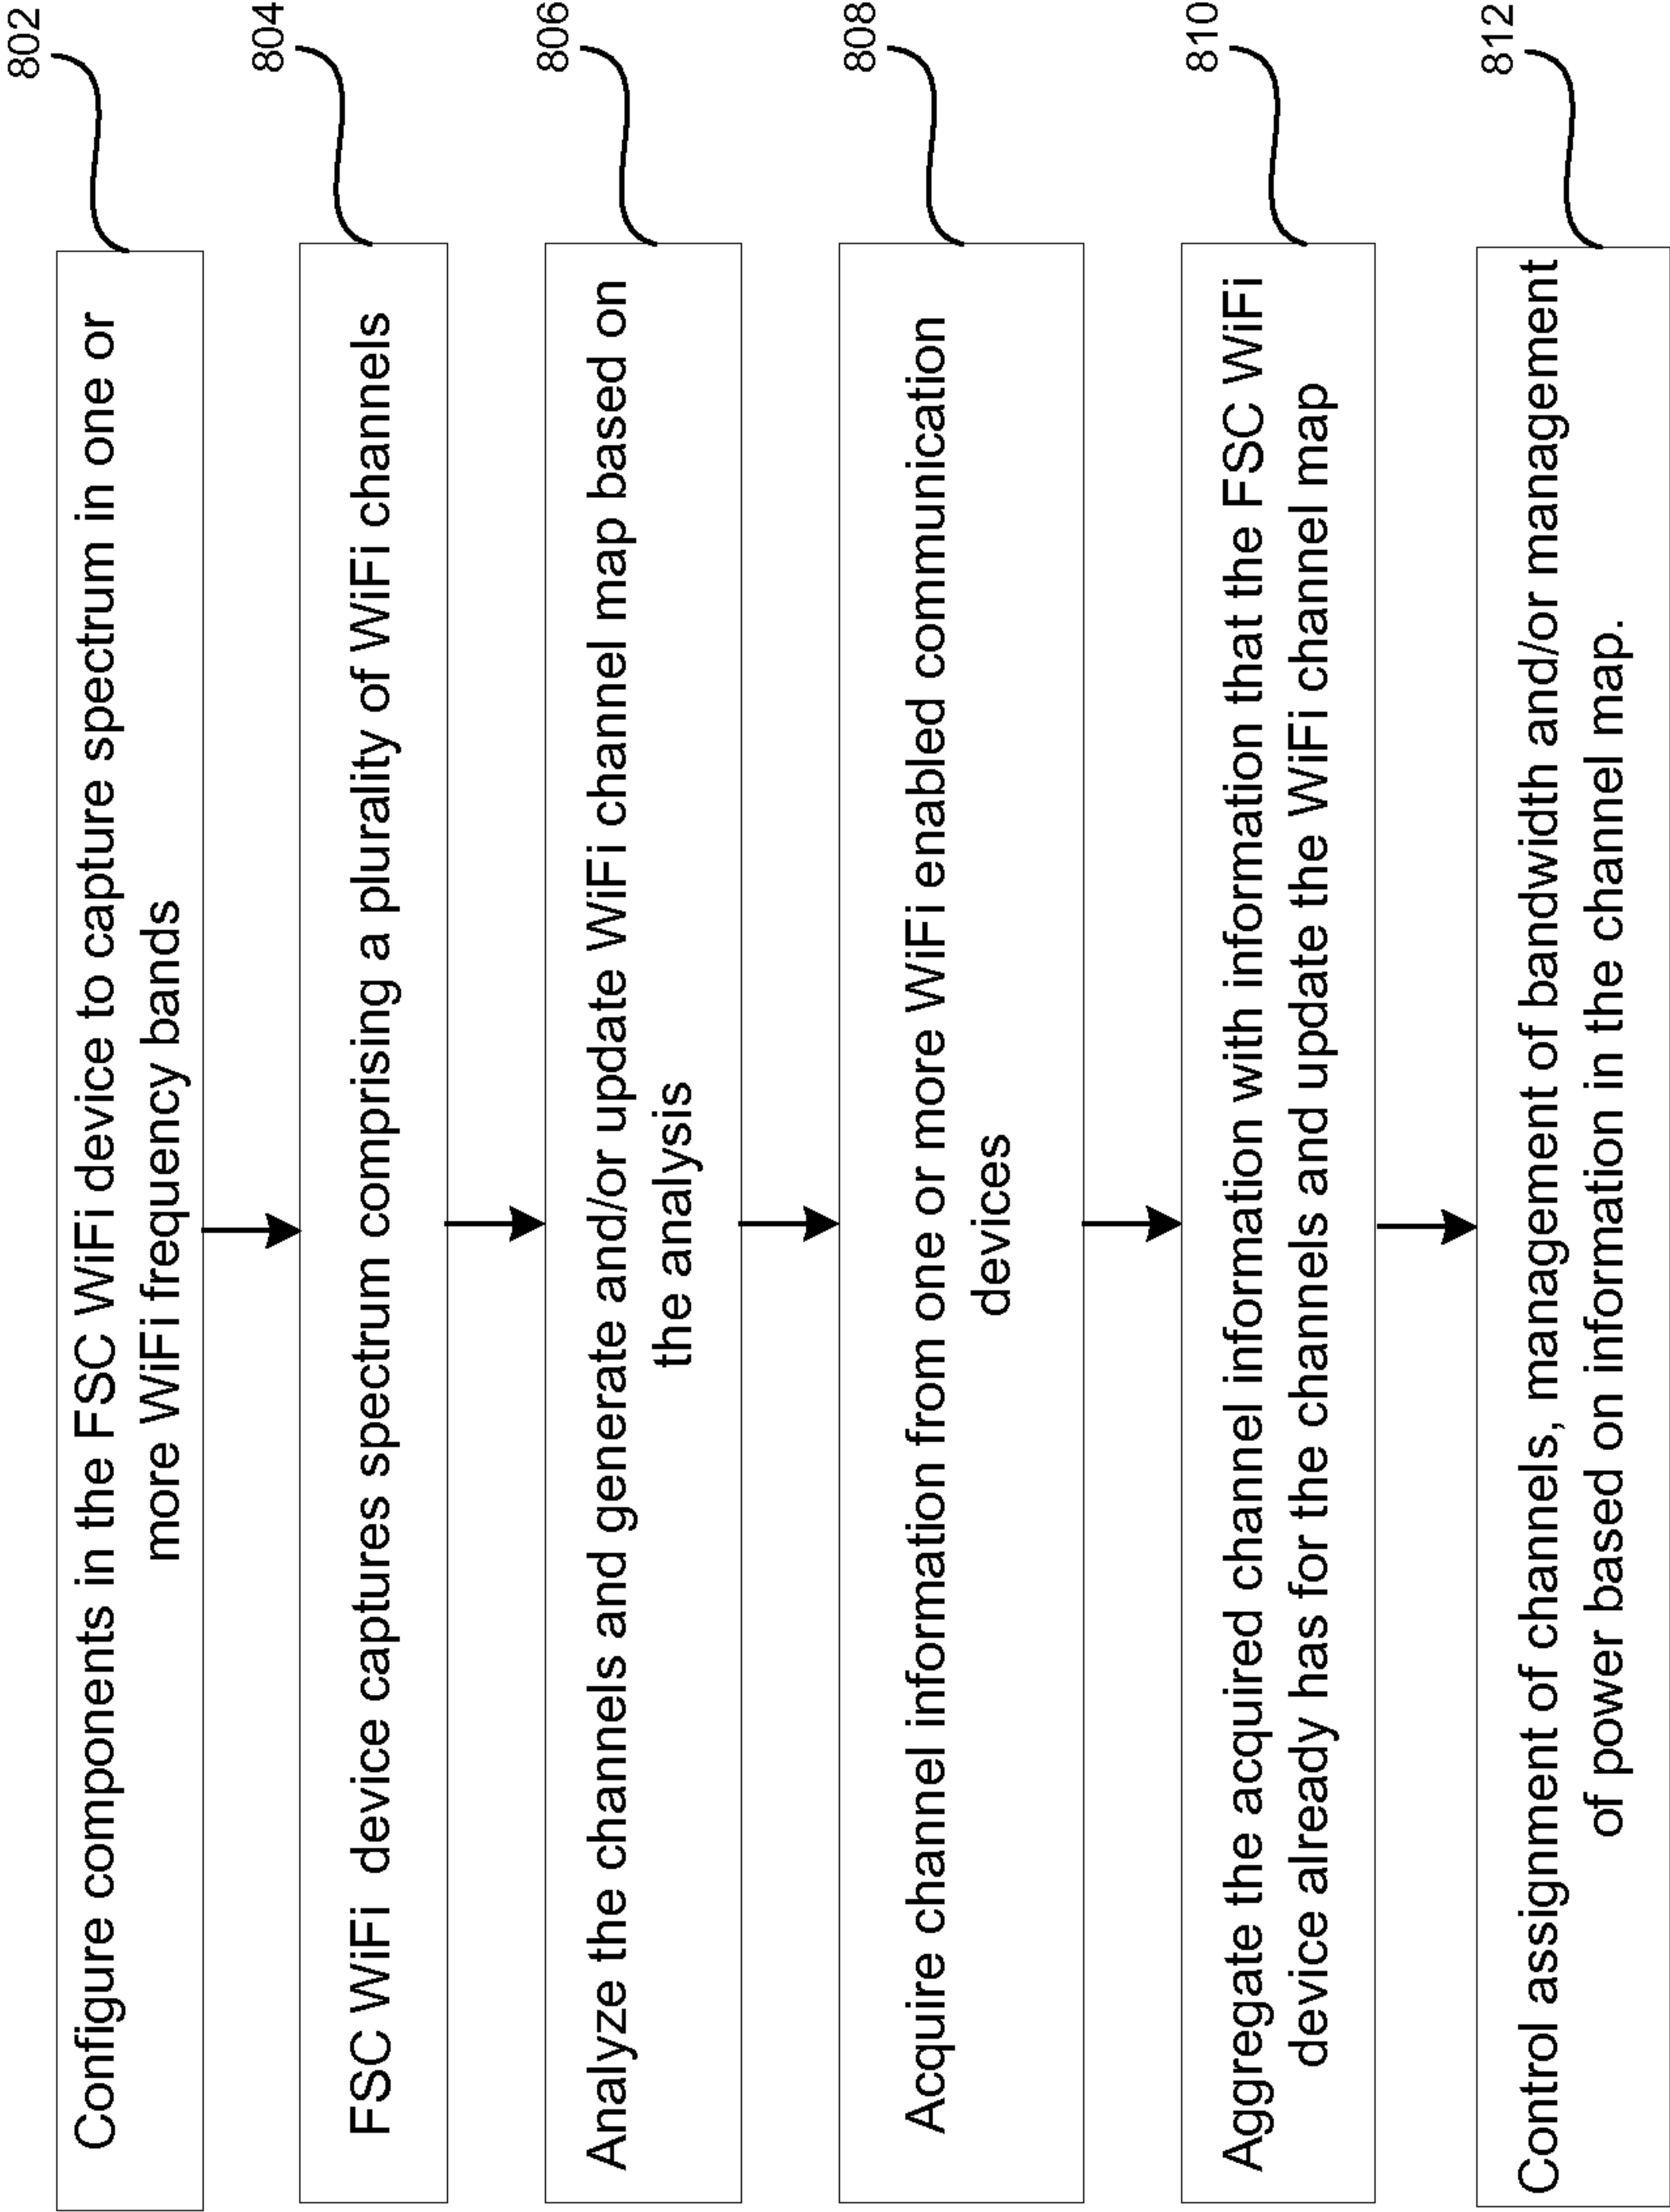 802
Configure components in the FSC WiFi device to capture spectrum in one or
more WiFi frequency bands
804
FSC WiFi  device captures spectrum comprising a plurality of WiFi channels
806
Analyze the channels and generate and/or update WiFi channel map based on
the analysis
808
Acquire channel information from one or more WiFi enabled communication
devices
810
Aggregate the acquired channel information with information that the FSC WiFi
device already has for the channels and update the WiFi channel map
812
Control assignment of channels, management of bandwidth and/or management
of power based on information in the channel map.